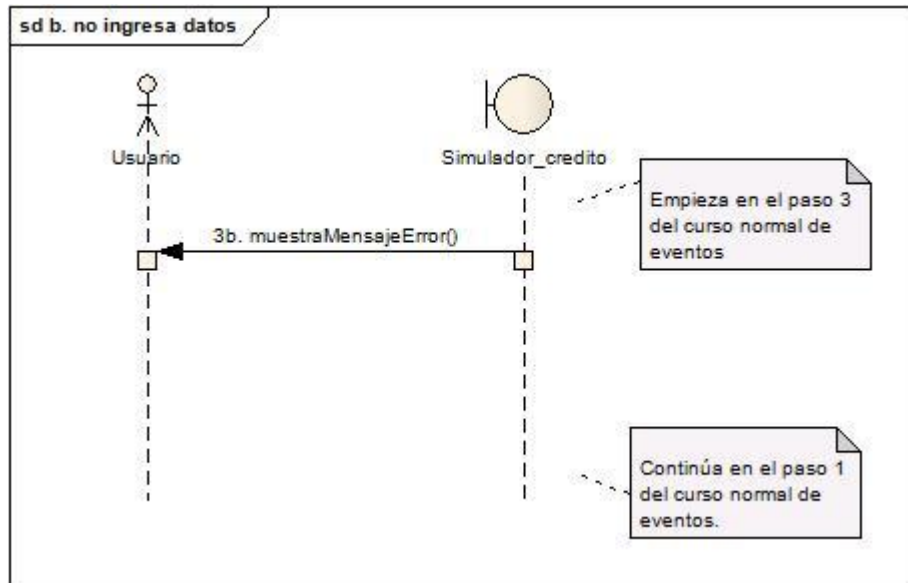 sd b. no ingresa datos
Usuario
Simulador_credito
Empieza en el paso 3
del curso normal de
eventos
3b. muestraMensajeError()
Continúa en el paso 1
del curso normal de
eventos.